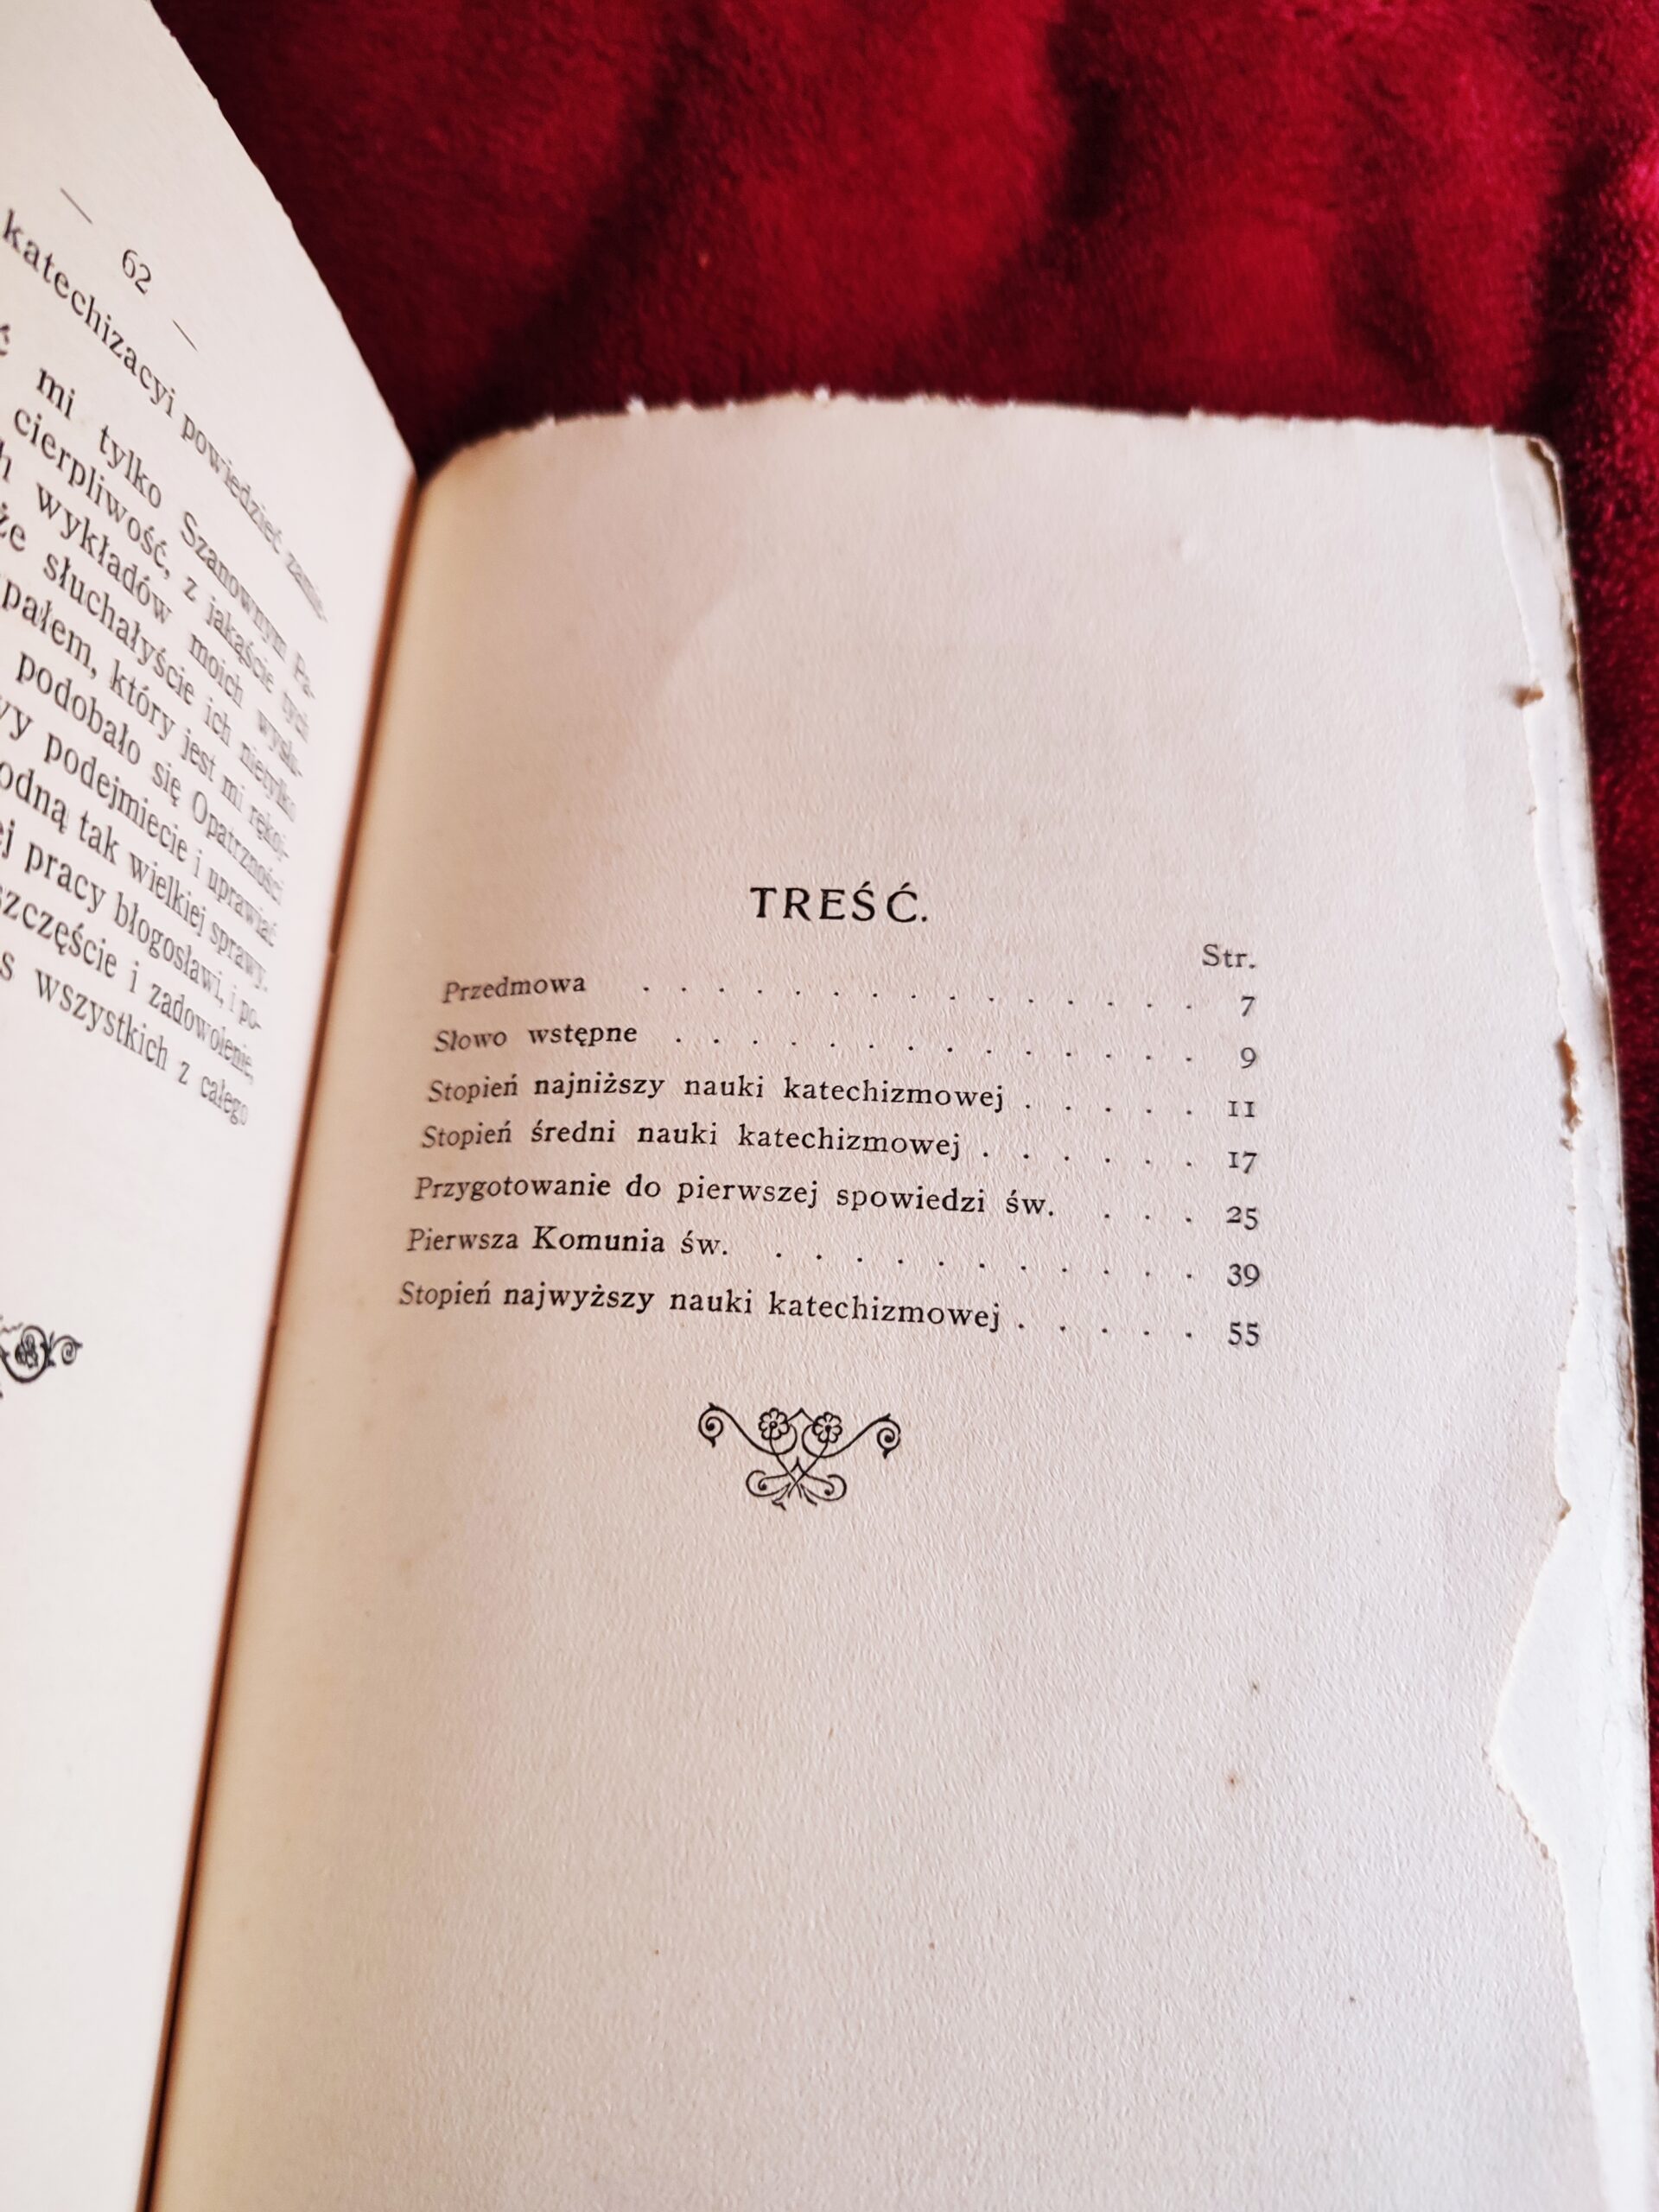 — 62 —
katechizacyi powiedzieć
mi tylko Szanownym
cierpliwość, z jakąście tych
wykładów moich
że słuchałyście ich nietylko
który jest mi
podobało się Opatrzności
podejmiecie i uprawiać
tak wielkiej sprawy.
pracy błogosławi, i po-
szczęście i zadowolenie,
wszystkich z całego
TREŚĆ.
Str.
Przedmowa . . . . . . . . . . . . . . . 7
Słowo wstępne . . . . . . . . . . . . . . 9
Stopień najniższy nauki katechizmowej . . . . . 11
Stopień średni nauki katechizmowej . . . . . . 17
Przygotowanie do pierwszej spowiedzi św. . . . 25
Pierwsza Komunia św. . . . . . . . . . . . 39
Stopień najwyższy nauki katechizmowej . . . . . 55